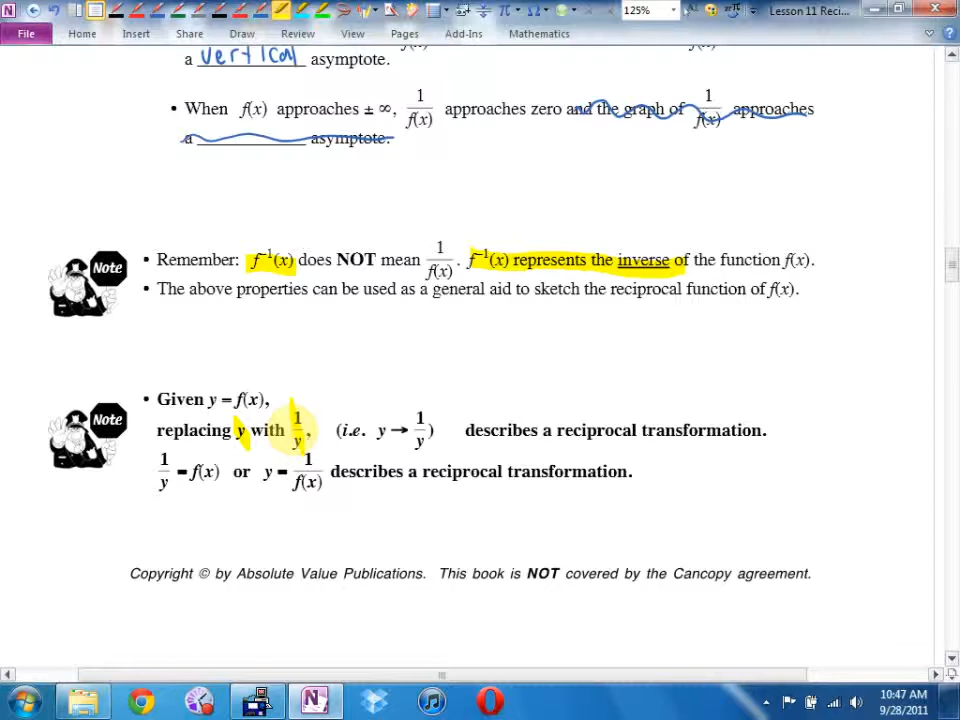 125%
Lesson 11 Reci...
File Home Insert Share Draw Review View Pages Add-Ins Mathematics
f(x) f(x)
a vertical asymptote.
• When f(x) approaches ± ∞, 1/f(x) approaches zero and the graph of 1/f(x) approaches
a ____________ asymptote.
Note
• Remember: f⁻¹(x) does NOT mean 1/f(x). f⁻¹(x) represents the inverse of the function f(x).
• The above properties can be used as a general aid to sketch the reciprocal function of f(x).
Note
• Given y = f(x),
replacing y with 1/y, (i.e. y → 1/y) describes a reciprocal transformation.
1/y = f(x) or y = 1/f(x) describes a reciprocal transformation.
Copyright © by Absolute Value Publications. This book is NOT covered by the Cancopy agreement.
10:47 AM
9/28/2011